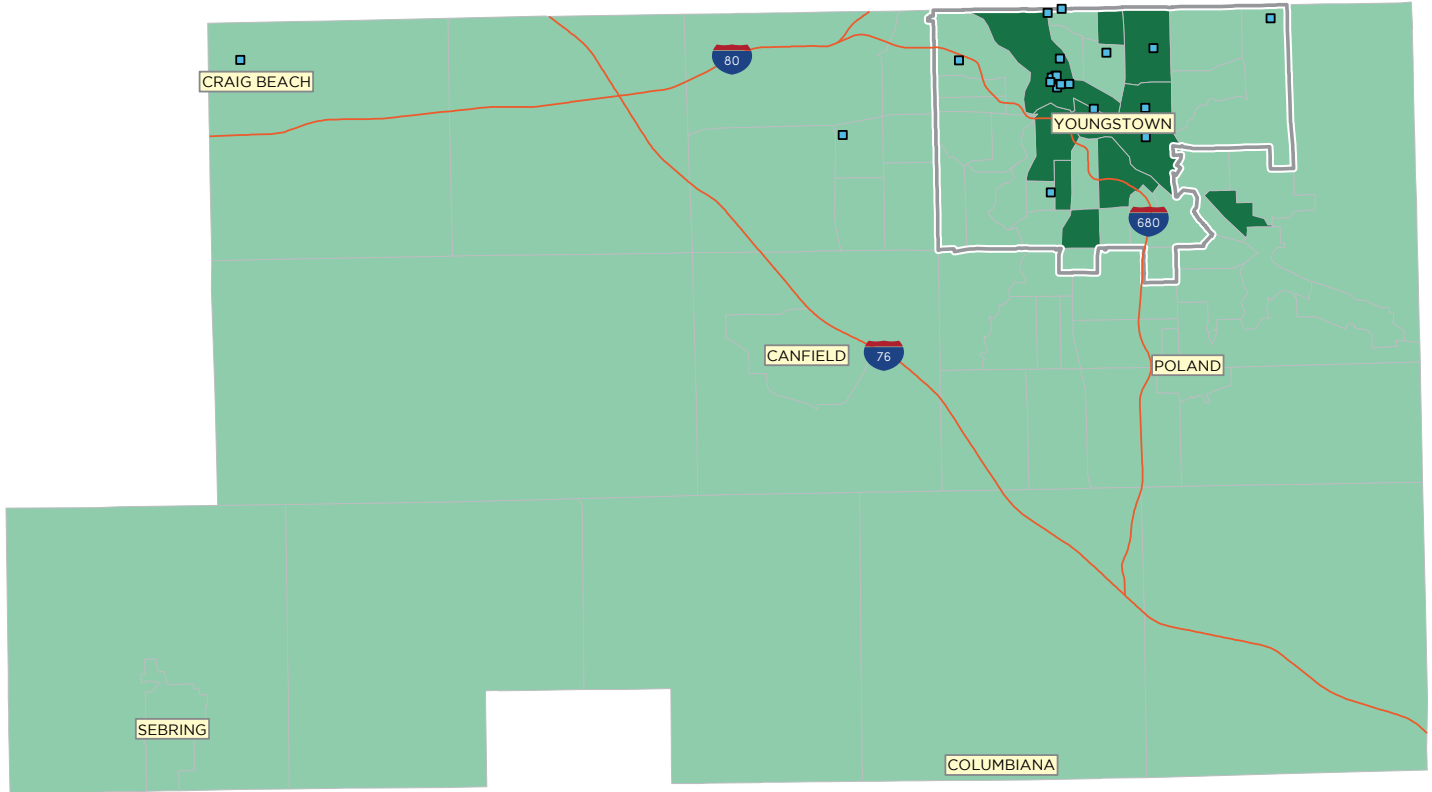 80
CRAIG BEACH
YOUNGSTOWN
680
CANFIELD
76
POLAND
SEBRING
COLUMBIANA